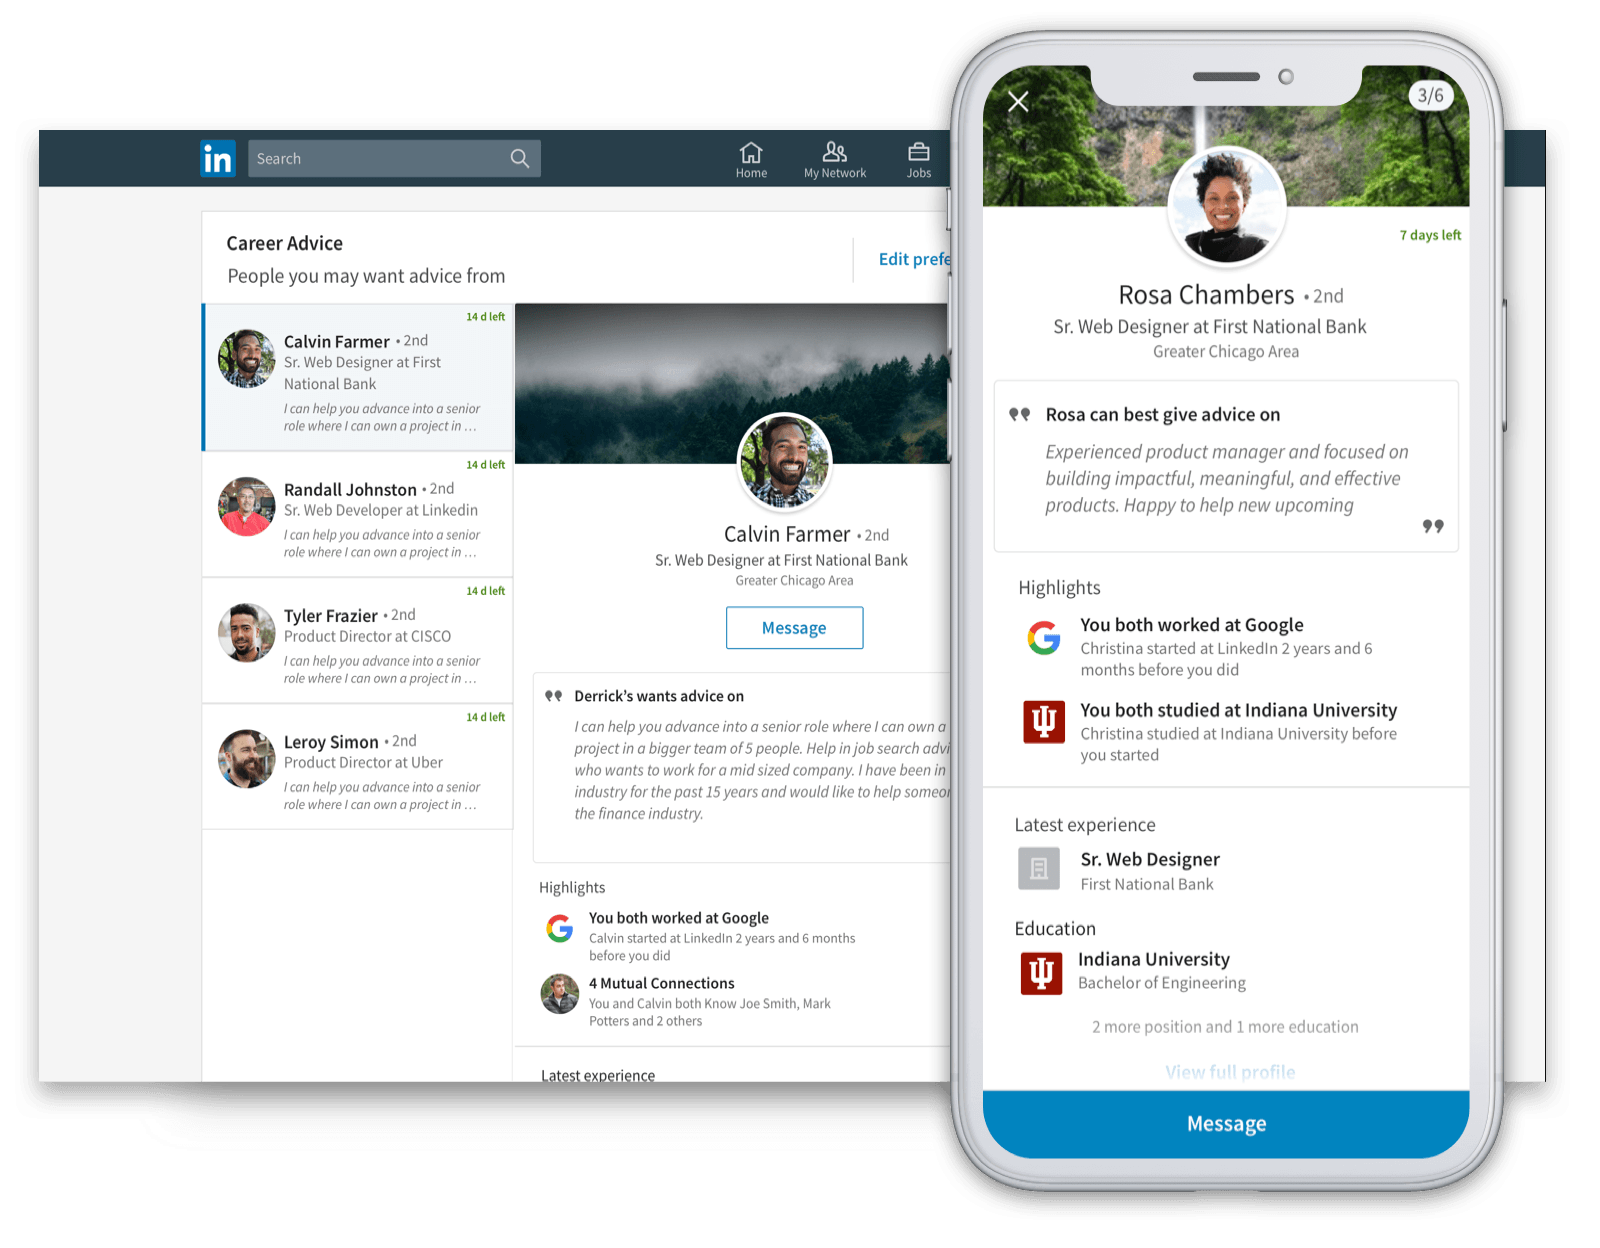 in
Search
Home
My Network
Jobs
Career Advice
People you may want advice from
Edit
14 d left
Calvin Farmer • 2nd
Sr. Web Designer at First
National Bank
I can help you advance into a senior
role where I can own a project in …
14 d left
Randall Johnston • 2nd
Sr. Web Developer at Linkedin
I can help you advance into a senior
role where I can own a project in …
14 d left
Tyler Frazier • 2nd
Product Director at CISCO
I can help you advance into a senior
role where I can own a project in …
14 d left
Leroy Simon • 2nd
Product Director at Uber
I can help you advance into a senior
role where I can own a project in …
Calvin Farmer • 2nd
Sr. Web Designer at First National Bank
Greater Chicago Area
Message
Derrick’s wants advice on
I can help you advance into a senior role where I can own a
project in a bigger team of 5 people. Help in job search
who wants to work for a mid sized company. I have been in
industry for the past 15 years and would like to help
the finance industry.
Highlights
You both worked at Google
Calvin started at LinkedIn 2 years and 6 months
before you did
4 Mutual Connections
You and Calvin both Know Joe Smith, Mark
Potters and 2 others
Latest experience
3/6
7 days left
Rosa Chambers • 2nd
Sr. Web Designer at First National Bank
Greater Chicago Area
Rosa can best give advice on
Experienced product manager and focused on
building impactful, meaningful, and effective
products. Happy to help new upcoming
Highlights
You both worked at Google
Christina started at LinkedIn 2 years and 6
months before you did
You both studied at Indiana University
Christina studied at Indiana University before
you started
Latest experience
Sr. Web Designer
First National Bank
Education
Indiana University
Bachelor of Engineering
2 more position and 1 more education
View full profile
Message